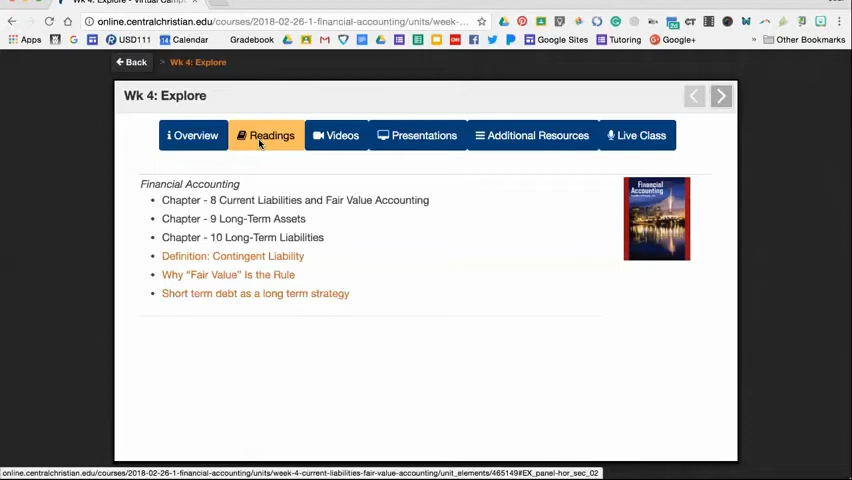 Wk 4: Explore - Virtual Camp
online.centralchristian.edu/courses/2018-02-26-1-financial-accounting/units/week-...
Apps USD111 Calendar Gradebook Google Sites Tutoring Google+ » Other Bookmarks
Back > Wk 4: Explore
Wk 4: Explore
Overview Readings Videos Presentations Additional Resources Live Class
Financial Accounting
• Chapter - 8 Current Liabilities and Fair Value Accounting
• Chapter - 9 Long-Term Assets
• Chapter - 10 Long-Term Liabilities
• Definition: Contingent Liability
• Why "Fair Value" Is the Rule
• Short term debt as a long term strategy
Financial
Accounting
online.centralchristian.edu/courses/2018-02-26-1-financial-accounting/units/week-4-current-liabilities-fair-value-accounting/unit_elements/465149#EX_panel-hor_sec_02